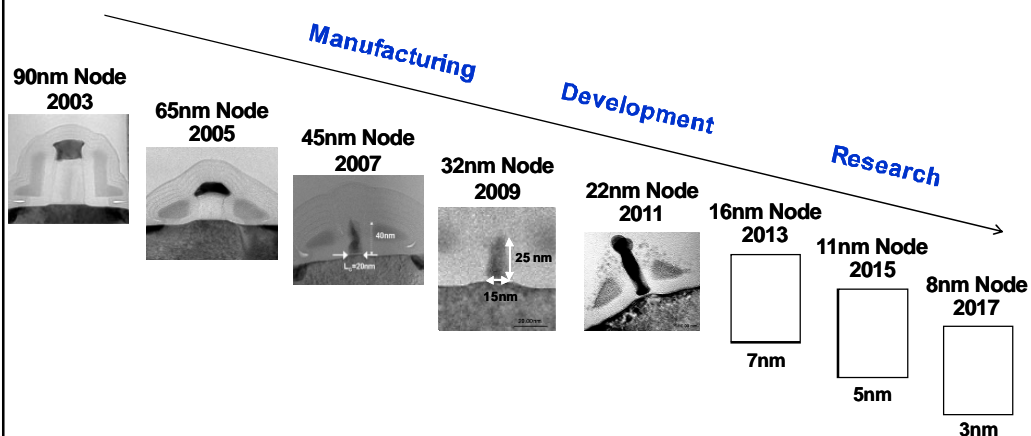 Manufacturing
Development
Research
90nm Node
2003
65nm Node
2005
45nm Node
2007
40nm
32nm Node
2009
25 nm
15nm
22nm Node
2011
16nm Node
2013
7nm
11nm Node
2015
5nm
8nm Node
2017
3nm